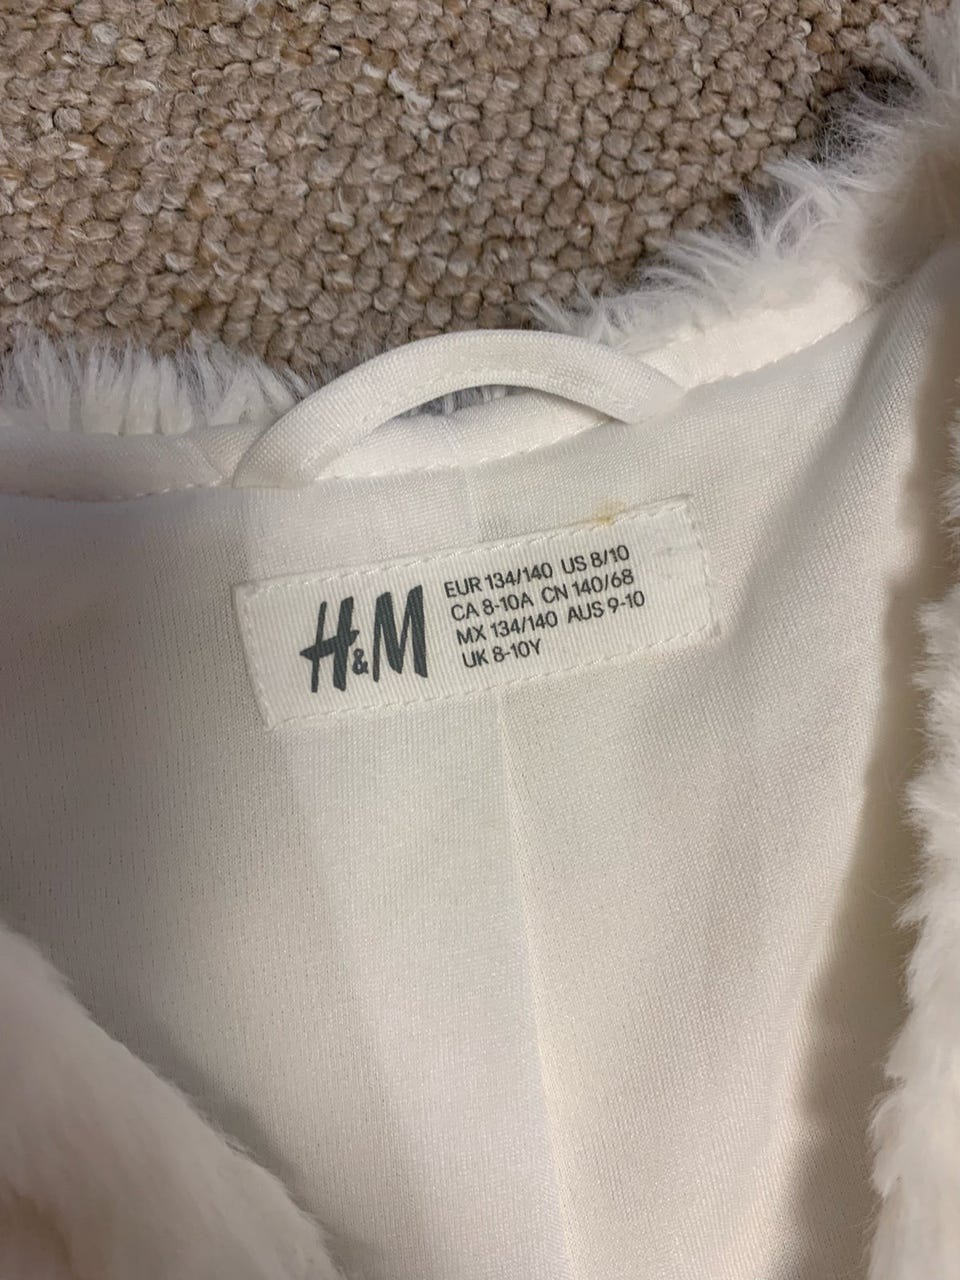 H&M
EUR 134/140 US 8/10
CA 8-10A CN 140/68
MX 134/140 AUS 9-10
UK 8-10Y